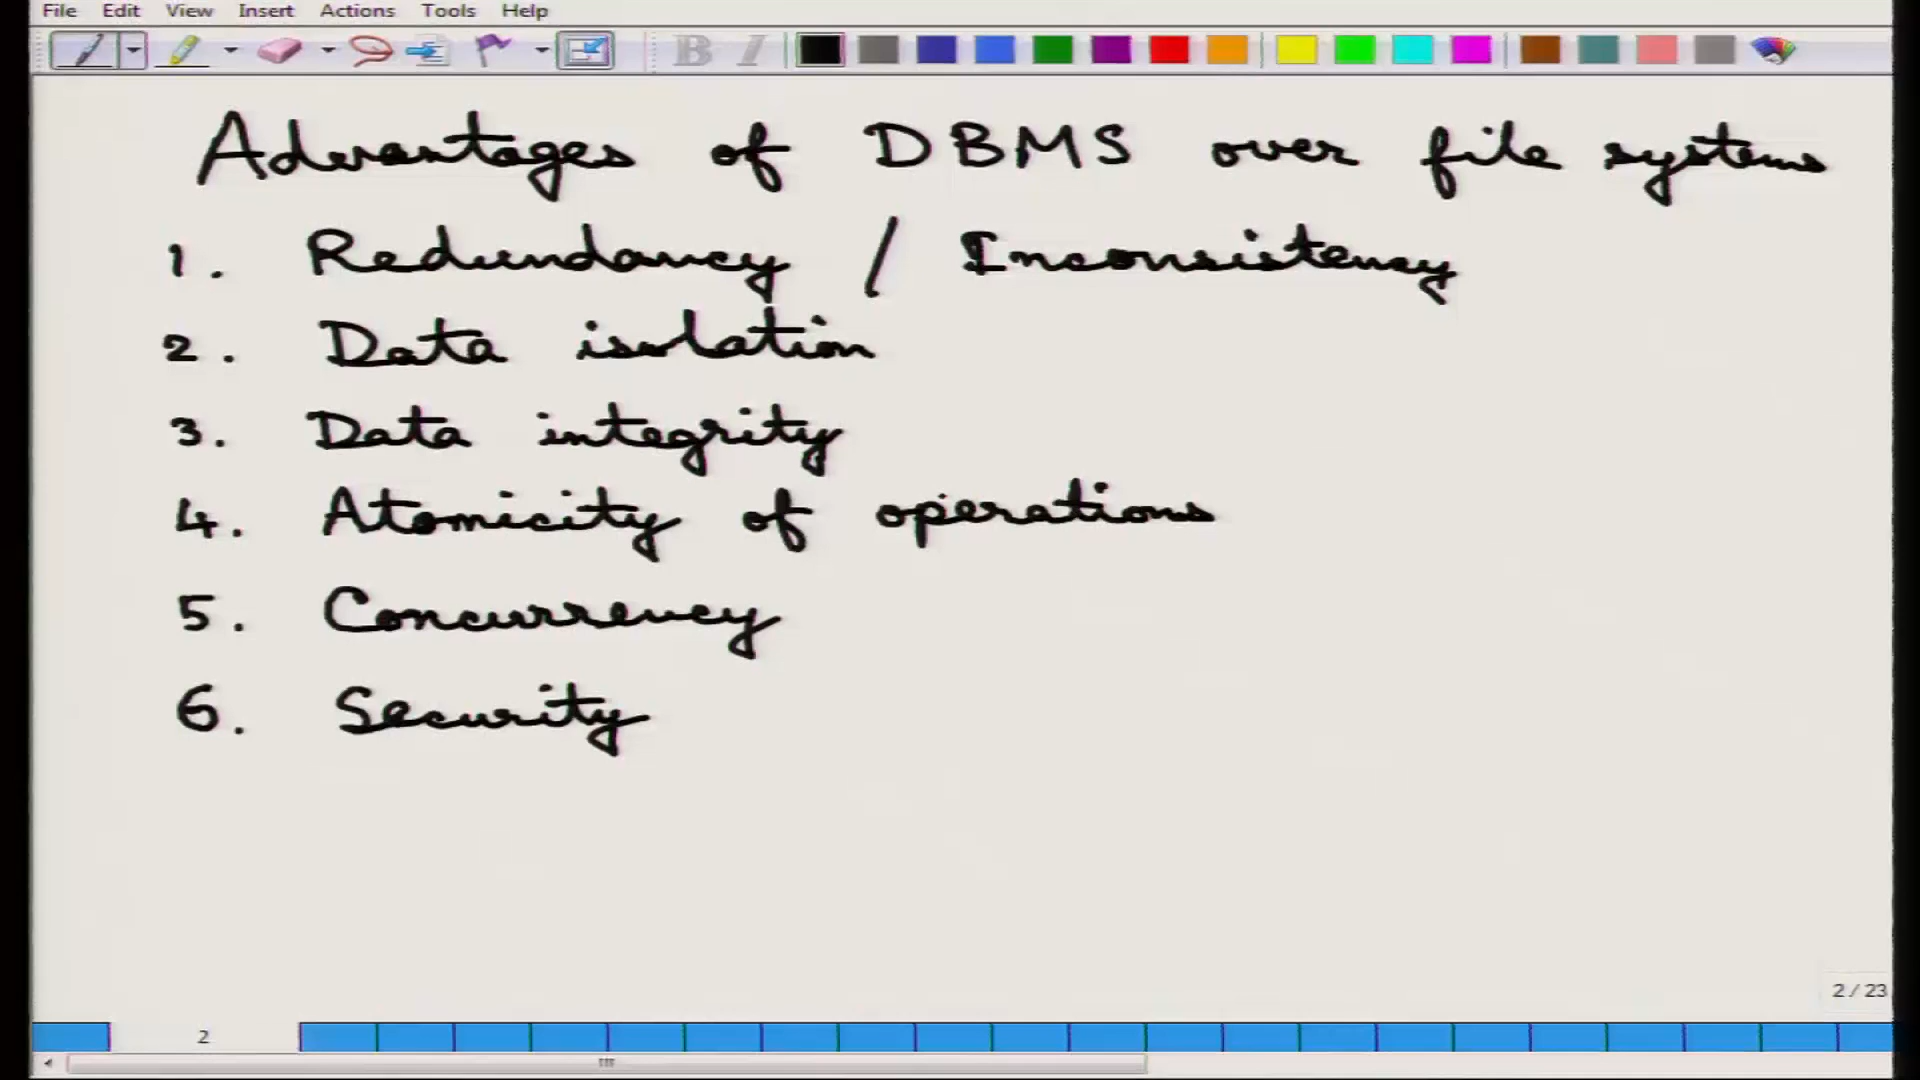 File Edit View Insert Actions Tools Help
B I
Advantages of DBMS over file systems
1. Redundancy / Inconsistency
2. Data isolation
3. Data integrity
4. Atomicity of operations
5. Concurrency
6. Security
2 / 23
2